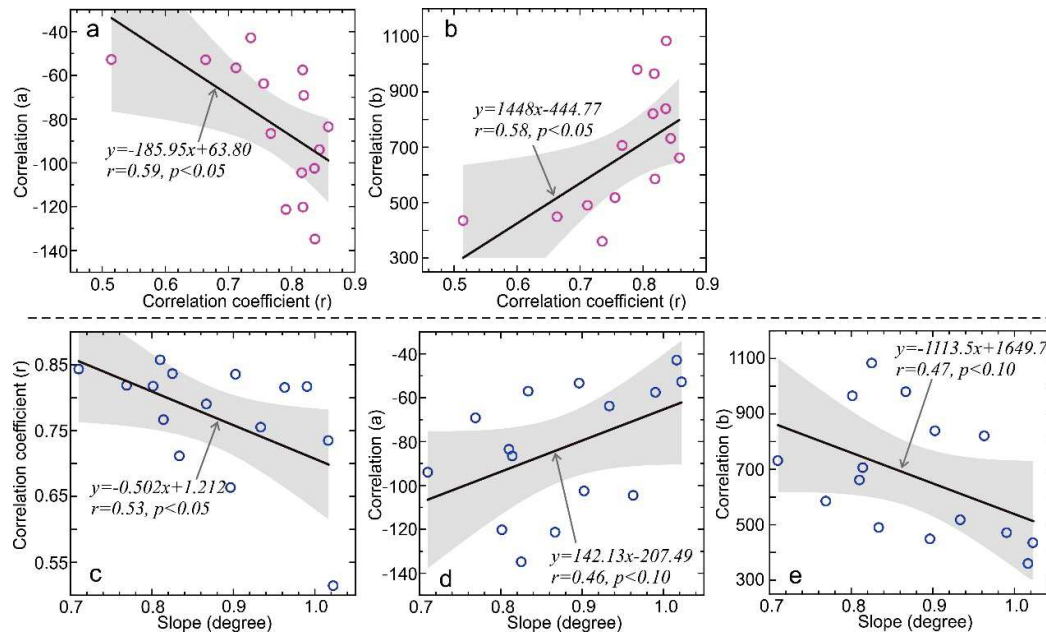 a
-40
-60
-80
-100
-120
-140
0.5 0.6 0.7 0.8 0.9
Correlation (a)
Correlation coefficient (r)
y=-185.95x+63.80
r=0.59, p<0.05
b
1100
900
700
500
300
0.5 0.6 0.7 0.8 0.9
Correlation (b)
Correlation coefficient (r)
y=1448x-444.77
r=0.58, p<0.05
c
0.85
0.75
0.65
0.55
0.7 0.8 0.9 1.0
Correlation coefficient (r)
Slope (degree)
y=-0.502x+1.212
r=0.53, p<0.05
d
-40
-60
-80
-100
-120
-140
0.7 0.8 0.9 1.0
Correlation (a)
Slope (degree)
y=142.13x-207.49
r=0.46, p<0.10
e
1100
900
700
500
300
0.7 0.8 0.9 1.0
Correlation (b)
Slope (degree)
y=-1113.5x+1649.7
r=0.47, p<0.10